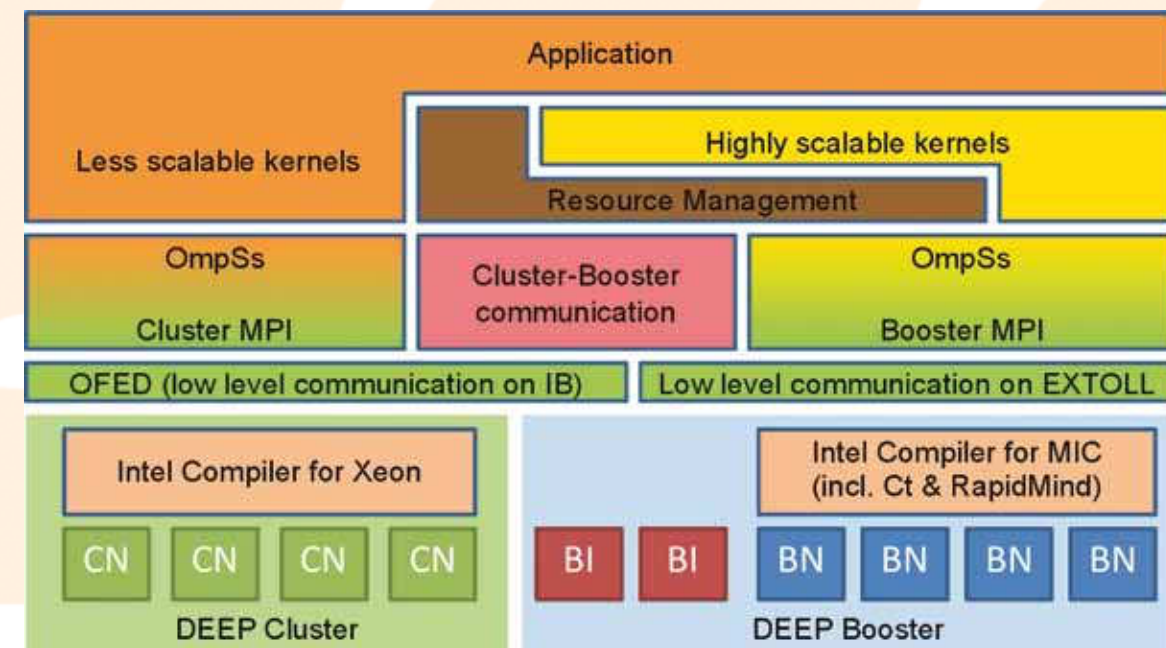 Application
Less scalable kernels
Highly scalable kernels
Resource Management
OmpSs
Cluster MPI
Cluster-Booster
communication
OmpSs
Booster MPI
OFED (low level communication on IB)
Low level communication on EXTOLL
Intel Compiler for Xeon
Intel Compiler for MIC
(incl. Ct & RapidMind)
CN CN CN CN
BI BI
BN BN BN BN
DEEP Cluster
DEEP Booster